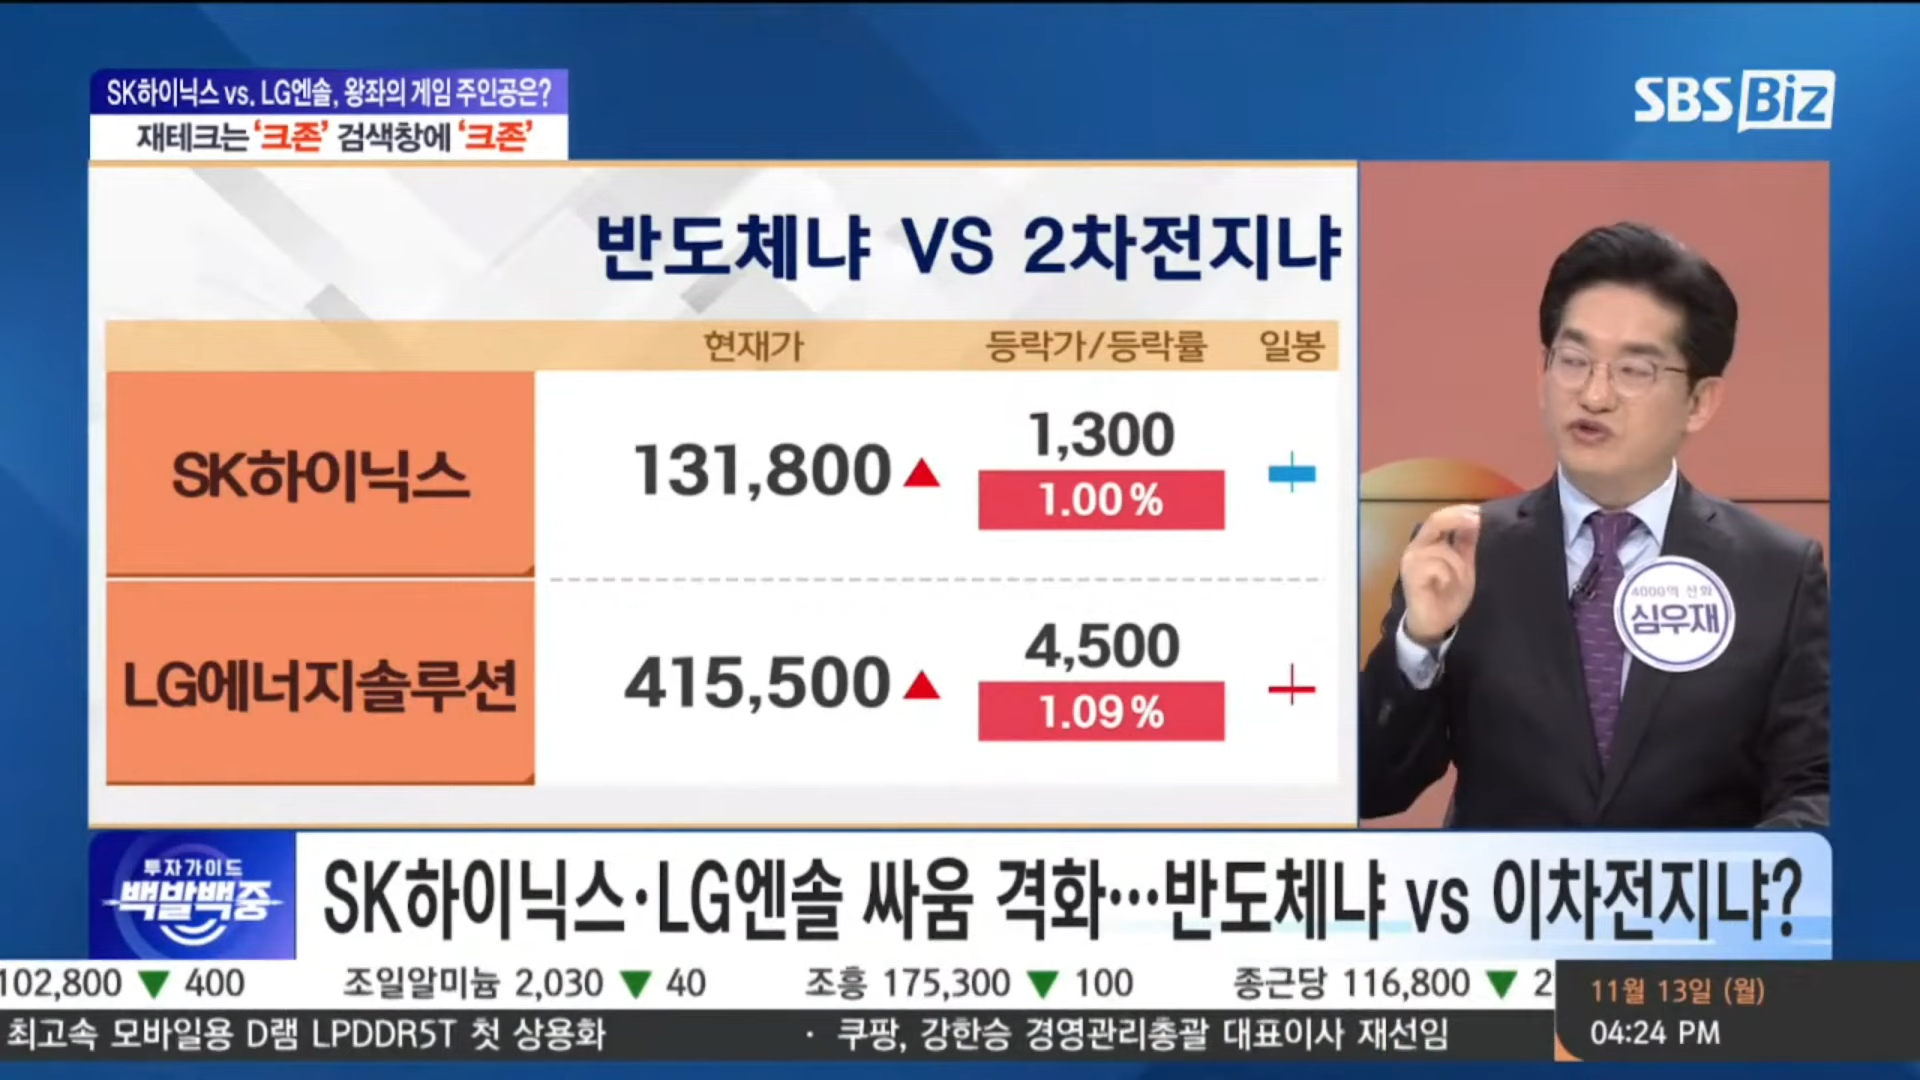 SK하이닉스 vs. LG엔솔, 왕좌의 게임 주인공은?
재테크는 ‘크존’ 검색창에 ‘크존’
SBS Biz
반도체냐 VS 2차전지냐
현재가 등락가/등락률 일봉
SK하이닉스 131,800▲ 1,300
1.00%
LG에너지솔루션 415,500▲ 4,500
1.09%
4000억 신화
심우재
투자가이드
백발백중
SK하이닉스·LG엔솔 싸움 격화…반도체냐 vs 이차전지냐?
102,800 ▼ 400 조일알미늄 2,030 ▼ 40 조흥 175,300 ▼ 100 종근당 116,800 ▼ 2
11월 13일 (월)
최고속 모바일용 D램 LPDDR5T 첫 상용화 · 쿠팡, 강한승 경영관리총괄 대표이사 재선임
04:24 PM